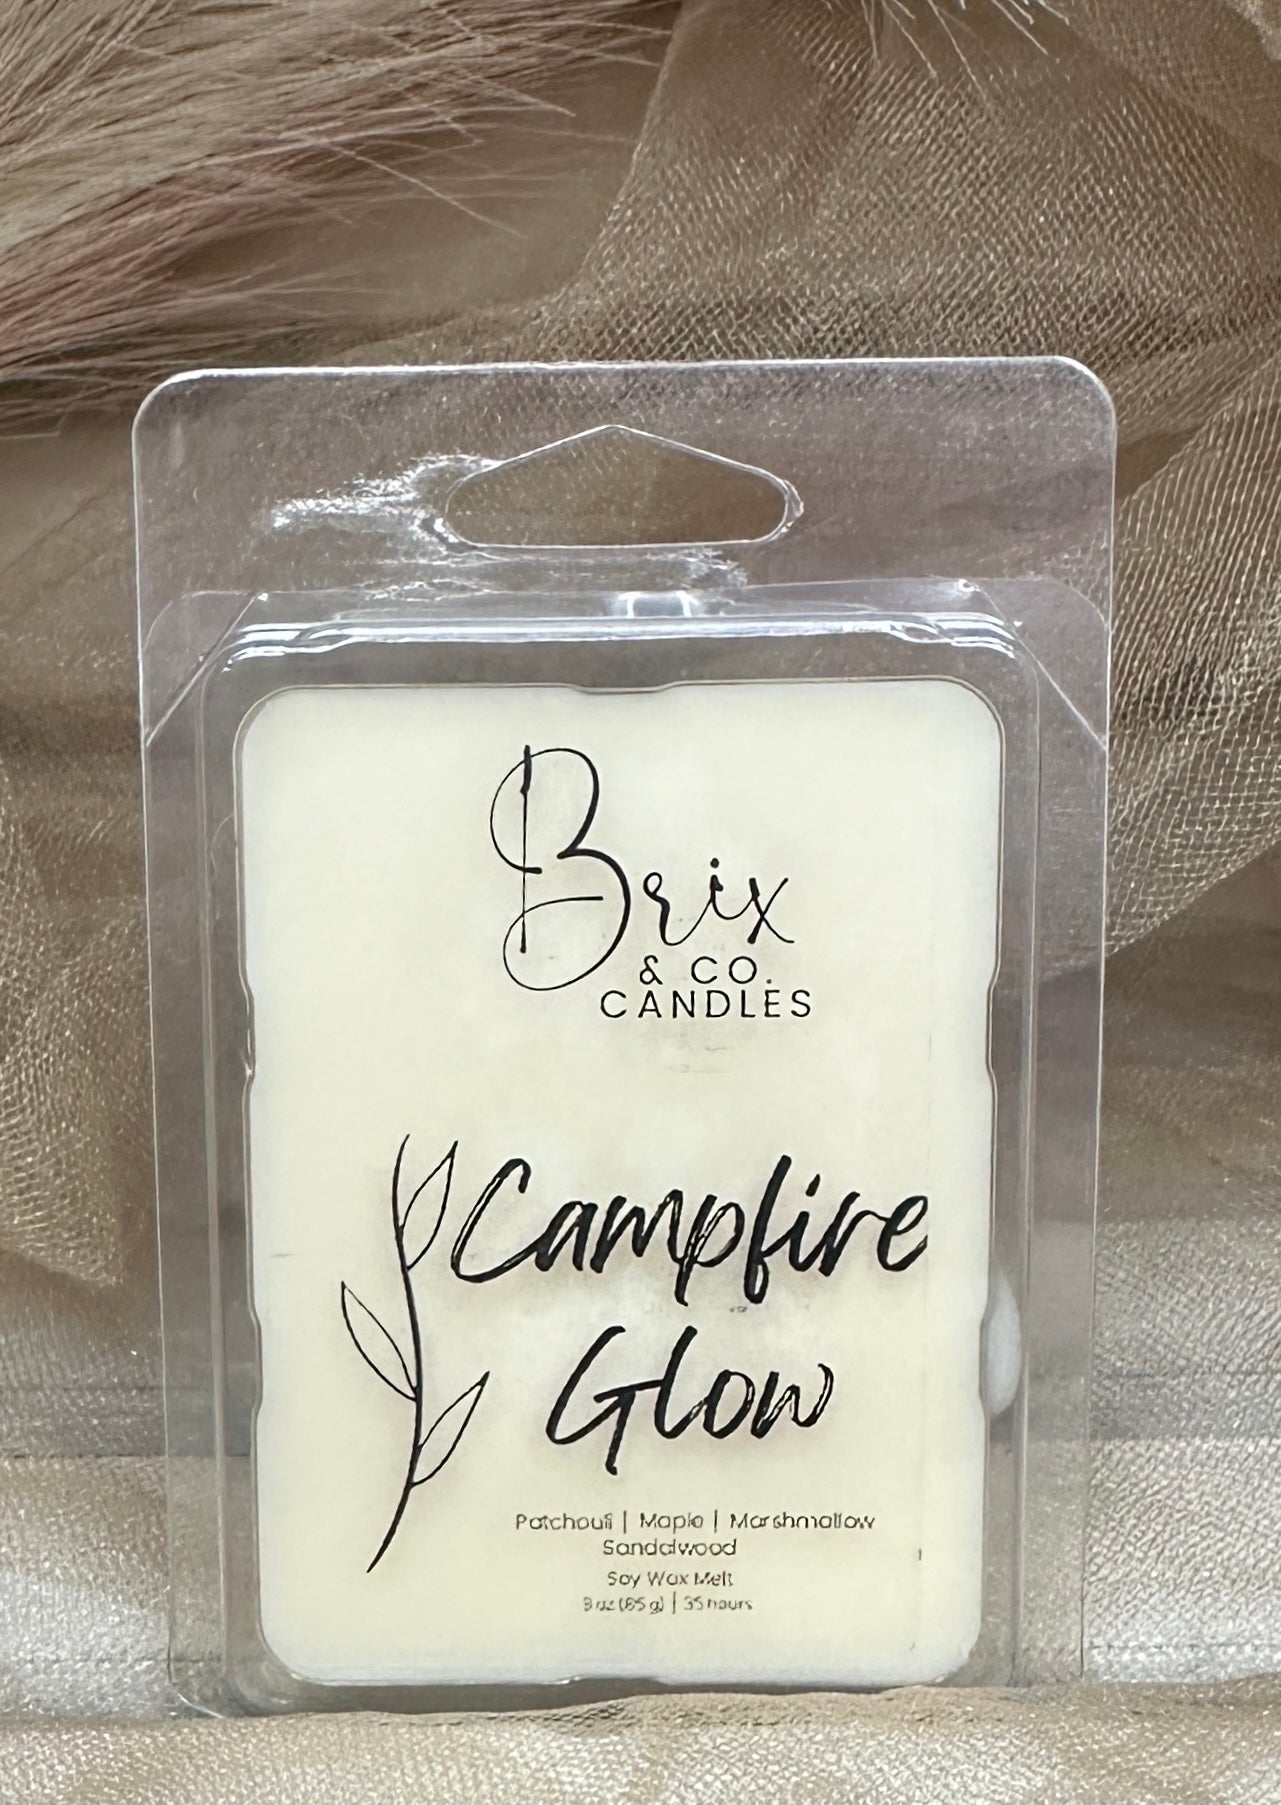 Brix
& CO.
CANDLES
Campfire
Glow
Patchouli | Maple | Marshmallow
Sandalwood
Soy Wax Melt
3 oz (85 g) | 35 hours